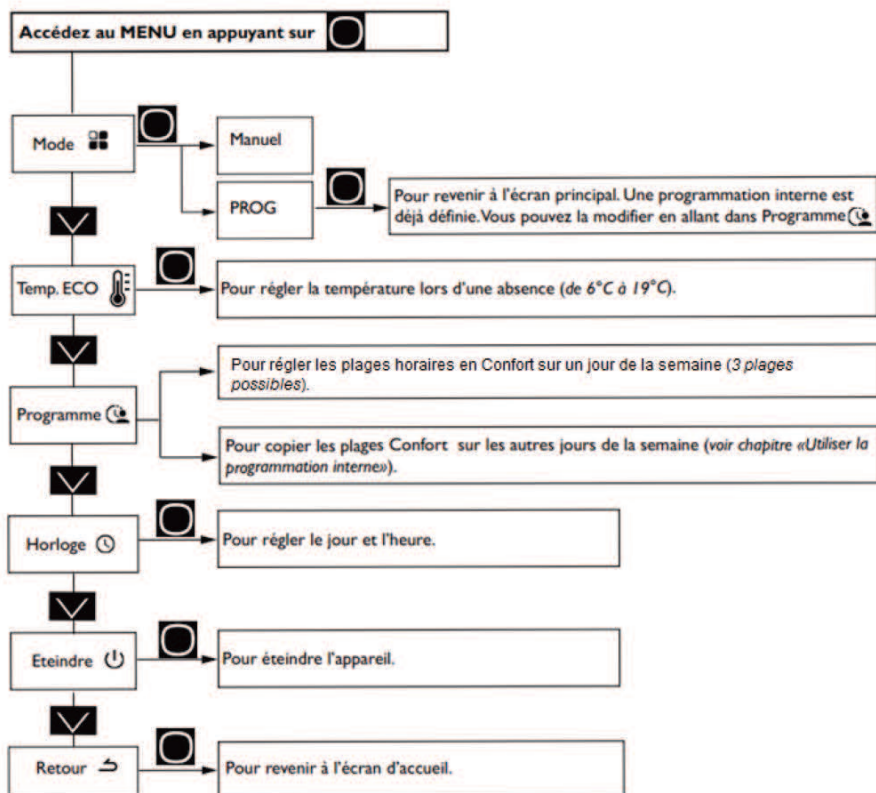 Accédez au MENU en appuyant sur
Mode
Manuel
PROG
Pour revenir à l'écran principal. Une programmation interne est
déjà définie. Vous pouvez la modifier en allant dans Programme
Temp. ECO
Pour régler la température lors d'une absence (de 6°C à 19°C).
Programme
Pour régler les plages horaires en Confort sur un jour de la semaine (3 plages
possibles).
Pour copier les plages Confort sur les autres jours de la semaine (voir chapitre «Utiliser la
programmation interne»).
Horloge
Pour régler le jour et l'heure.
Eteindre
Pour éteindre l'appareil.
Retour
Pour revenir à l'écran d'accueil.